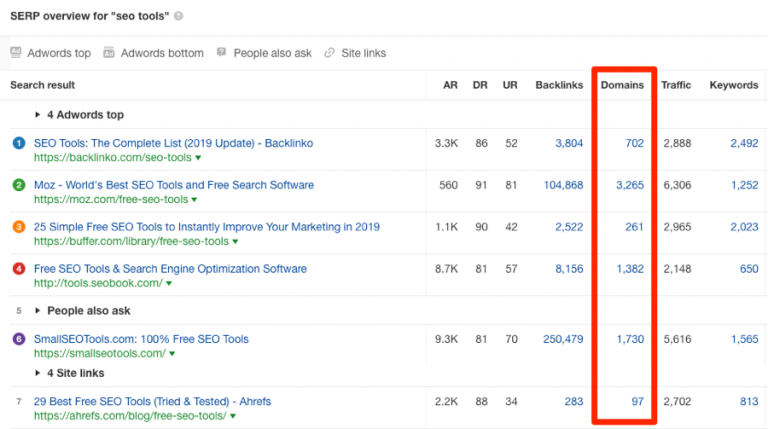 SERP overview for "seo tools" ?
Adwords top Adwords bottom People also ask Site links
Search result AR DR UR Backlinks Domains Traffic Keywords
4 Adwords top
1 SEO Tools: The Complete List (2019 Update) - Backlinko 3.3K 86 52 3,804 702 2,888 2,492
https://backlinko.com/seo-tools
2 Moz - World's Best SEO Tools and Free Search Software 560 91 81 104,868 3,265 6,306 1,252
https://moz.com/free-seo-tools
3 25 Simple Free SEO Tools to Instantly Improve Your Marketing in 2019 1.1K 90 42 2,522 261 2,965 2,023
https://buffer.com/library/free-seo-tools
4 Free SEO Tools & Search Engine Optimization Software 8.7K 81 57 8,156 1,382 2,148 650
http://tools.seobook.com/
5 People also ask
6 SmallSEOTools.com: 100% Free SEO Tools 9.3K 81 70 250,479 1,730 5,616 1,565
https://smallseotools.com/
4 Site links
7 29 Best Free SEO Tools (Tried & Tested) - Ahrefs 2.2K 88 34 283 97 2,702 813
https://ahrefs.com/blog/free-seo-tools/